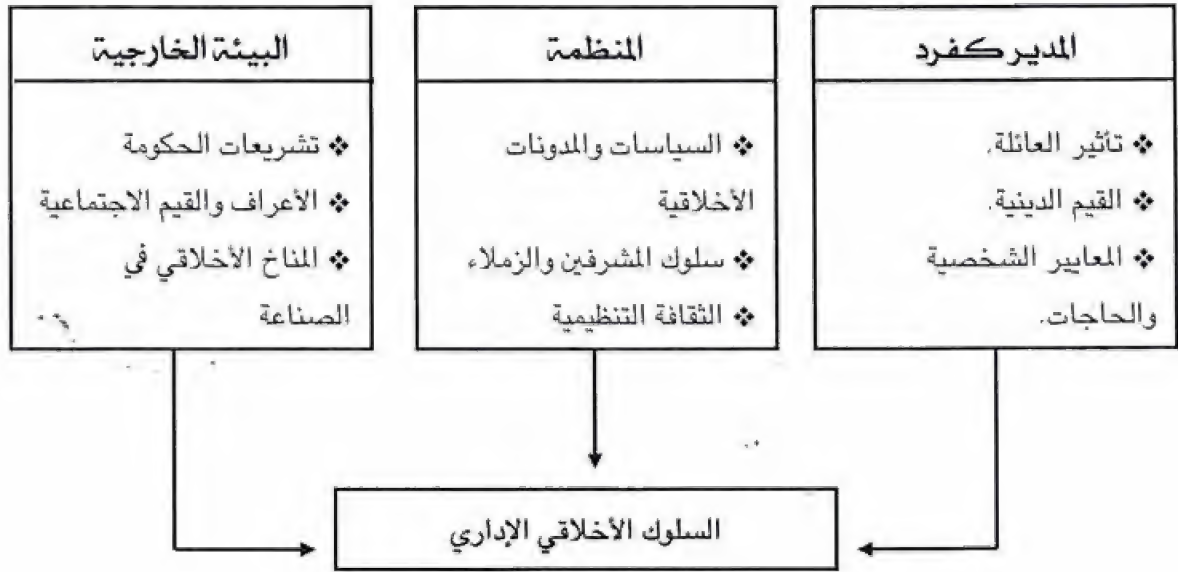 المدير كفرد
❖ تأثير العائلة.
❖ القيم الدينية.
❖ المعايير الشخصية
والحاجات.
المنظمة
❖ السياسات والمدونات
الأخلاقية
❖ سلوك المشرفين والزملاء
❖ الثقافة التنظيمية
البيئة الخارجية
❖ تشريعات الحكومة
❖ الأعراف والقيم الاجتماعية
❖ المناخ الأخلاقي في
الصناعة
السلوك الأخلاقي الإداري